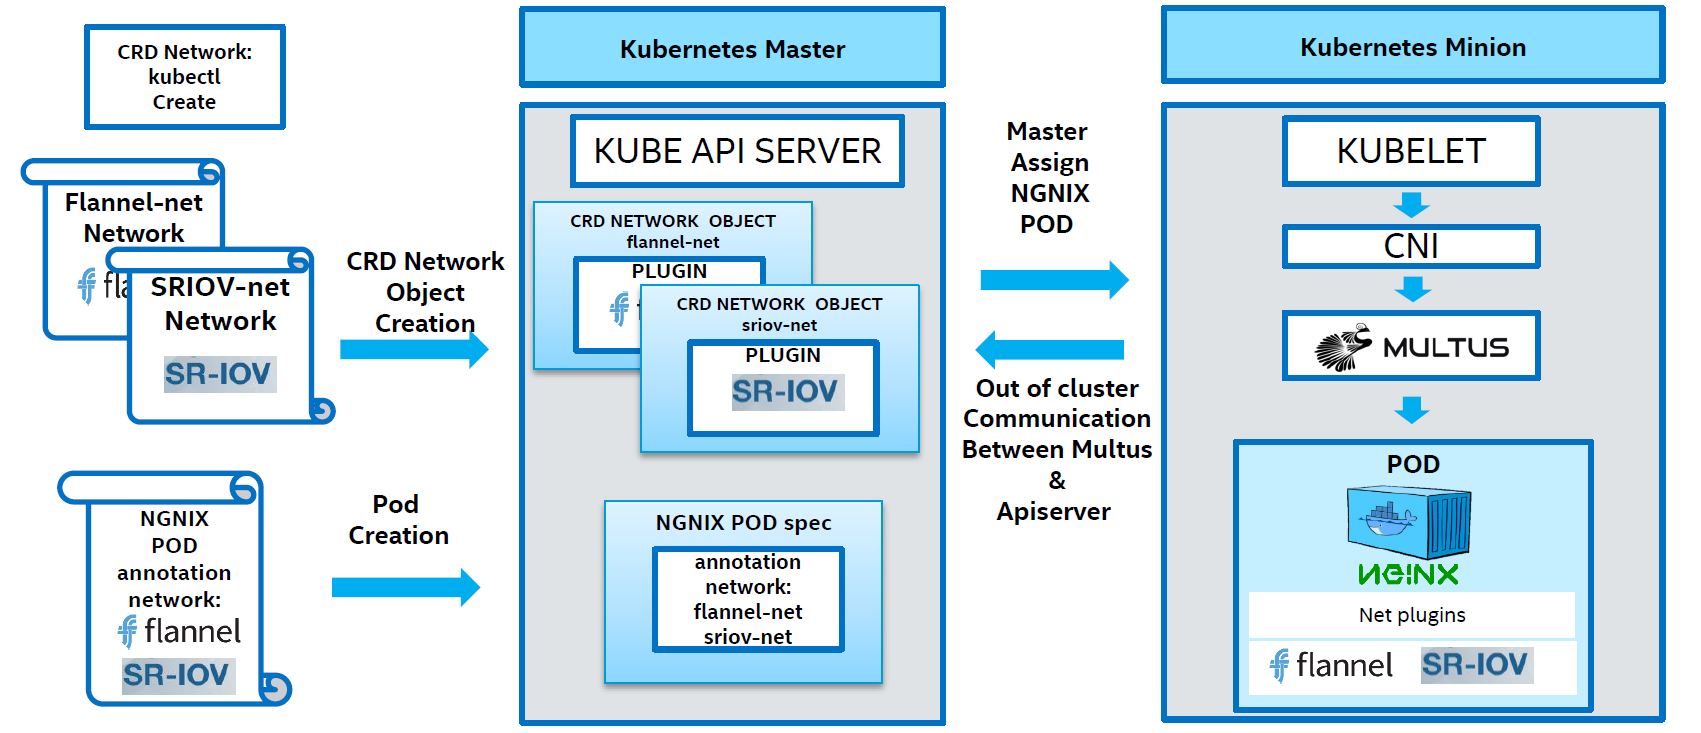 CRD Network:
kubectl
Create
Flannel-net
Network
fla
SRIOV-net
Network
SR-IOV
CRD Network
Object
Creation
NGNIX
POD
annotation
network:
flannel
SR-IOV
Pod
Creation
Kubernetes Master
KUBE API SERVER
CRD NETWORK OBJECT
flannel-net
PLUGIN
CRD NETWORK OBJECT
sriov-net
PLUGIN
SR-IOV
NGNIX POD spec
annotation
network:
flannel-net
sriov-net
Master
Assign
NGNIX
POD
Out of cluster
Communication
Between Multus
&
Apiserver
Kubernetes Minion
KUBELET
CNI
MULTUS
POD
NGINX
Net plugins
flannel
SR-IOV